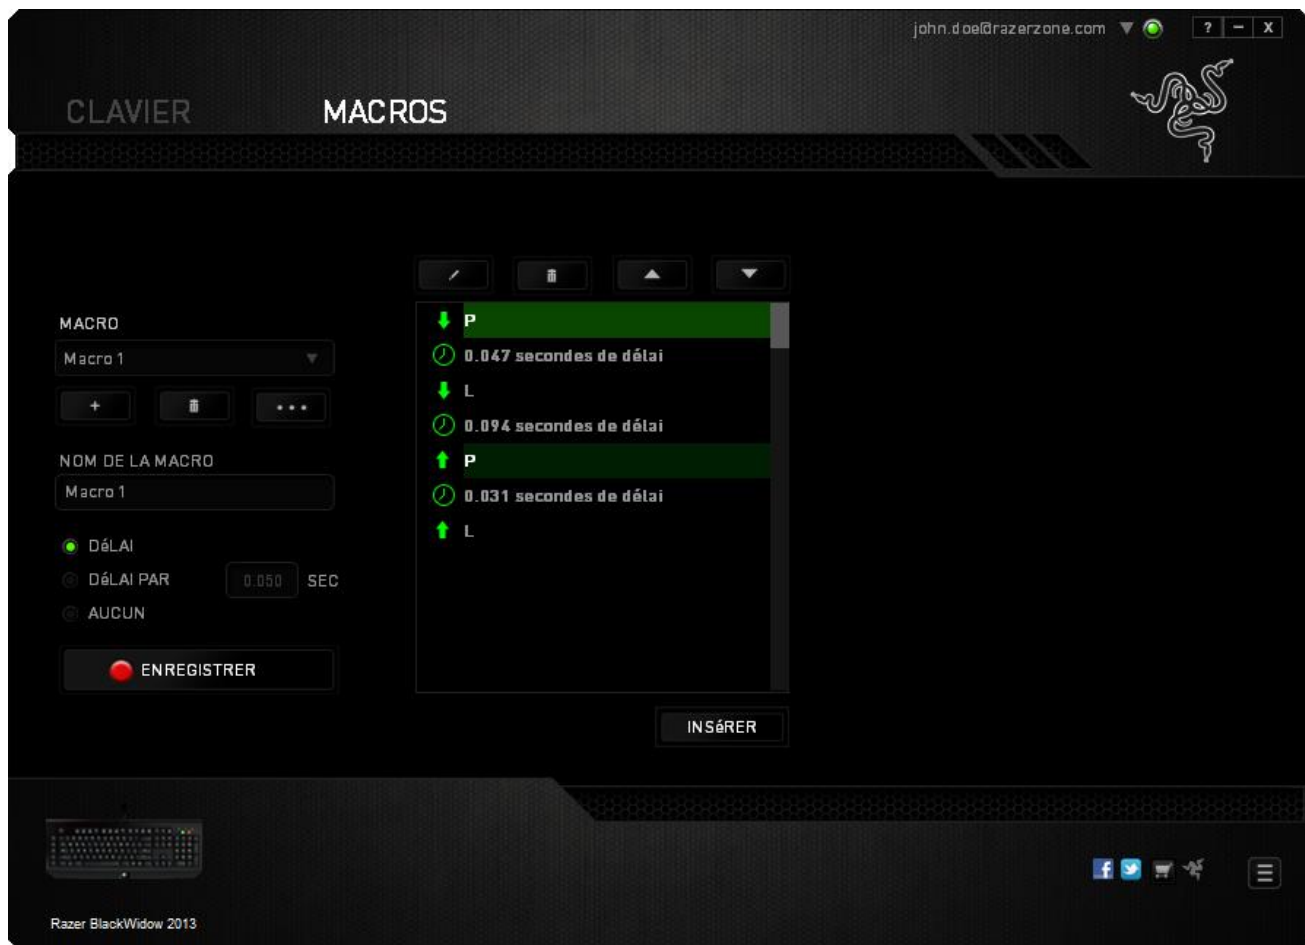 john.doe@razerzone.com
? – X
CLAVIER MACROS
MACRO
Macro 1
+
NOM DE LA MACRO
Macro 1
DéLAI
DéLAI PAR 0.050 SEC
AUCUN
ENREGISTRER
P
0.047 secondes de délai
L
0.094 secondes de délai
P
0.031 secondes de délai
L
INSéRER
Razer BlackWidow 2013